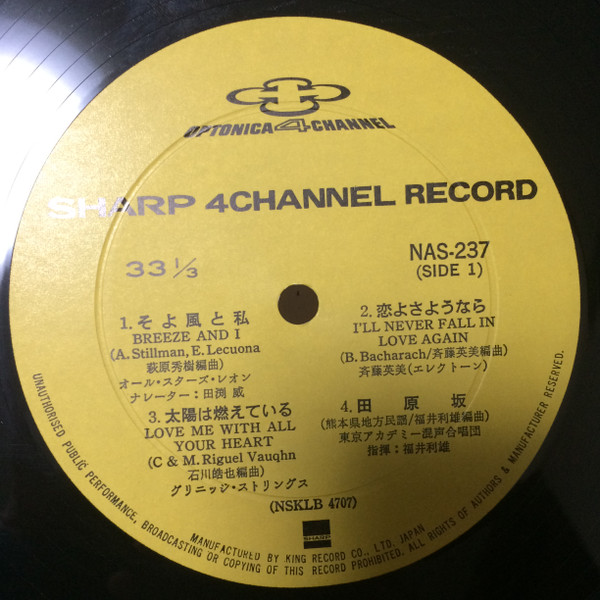 OPTONICA 4 CHANNEL
SHARP 4CHANNEL RECORD
33 1/3
NAS-237
(SIDE 1)
1. そよ風と私
BREEZE AND I
(A. Stillman, E. Lecuona
萩原秀樹編曲)
オール・スターズ・レオン
ナレーター：田渕 威
2. 恋よさようなら
I'LL NEVER FALL IN
LOVE AGAIN
(B. Bacharach/斉藤英美編曲)
斉藤英美(エレクトーン)
3. 太陽は燃えている
LOVE ME WITH ALL
YOUR HEART
(C & M. Riguel Vauqhn
石川皓也編曲)
グリニッジ・ストリングス
4. 田原坂
(熊本県地方民謡/福井利雄編曲)
東京アカデミー混声合唱団
指揮：福井利雄
(NSKLB 4707)
SHARP
MANUFACTURED BY KING RECORD CO., LTD. JAPAN
UNAUTHORISED PUBLIC PERFORMANCE, BROADCASTING OR COPYING OF THIS RECORD PROHIBITED. ALL RIGHTS OF AUTHORS & MANUFACTURER RESERVED.